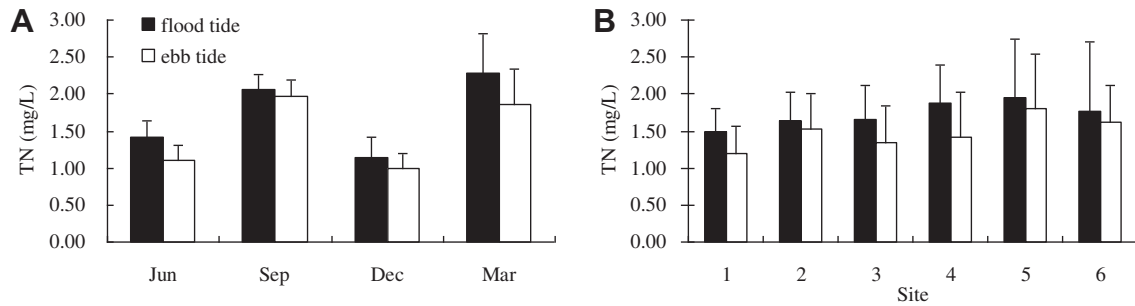 A
TN (mg/L)
3.00
2.50
2.00
1.50
1.00
0.50
0.00
flood tide
ebb tide
Jun Sep Dec Mar
B
TN (mg/L)
3.00
2.50
2.00
1.50
1.00
0.50
0.00
1 2 3 4 5 6
Site